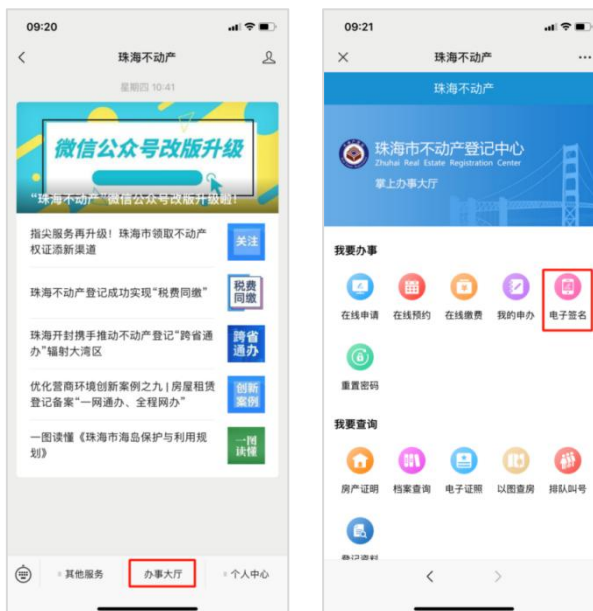 09:20
珠海不动产
星期四 10:41
微信公众号改版升级
“珠海不动产”微信公众号改版升级啦!
指尖服务再升级!珠海市领取不动产
权证添新渠道
关注
珠海不动产登记成功实现“税费同缴”
税费
同缴
珠海开封携手推动不动产登记“跨省通
办”辐射大湾区
跨省
通办
优化营商环境创新案例之九 | 房屋租赁
登记备案“一网通办、全程网办”
创新
案例
一图读懂《珠海市海岛保护与利用规
划》
一图
读懂
其他服务
办事大厅
个人中心
09:21
珠海不动产
珠海不动产
珠海市不动产登记中心
Zhuhai Real Estate Registration Center
掌上办事大厅
我要办事
在线申请
在线预约
在线缴费
我的申办
电子签名
重置密码
我要查询
房产证明
档案查询
电子证照
以图查房
排队叫号
登记资料